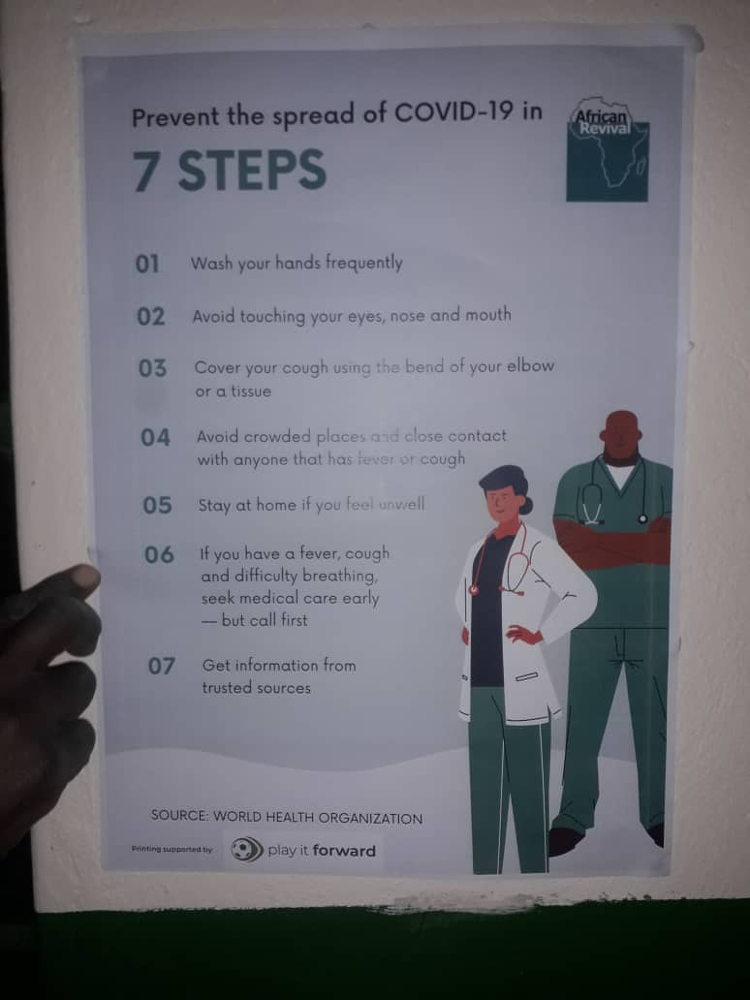 Prevent the spread of COVID-19 in
7 STEPS
African
Revival
01 Wash your hands frequently
02 Avoid touching your eyes, nose and mouth
03 Cover your cough using the bend of your elbow
or a tissue
04 Avoid crowded places and close contact
with anyone that has fever or cough
05 Stay at home if you feel unwell
06 If you have a fever, cough
and difficulty breathing,
seek medical care early
— but call first
07 Get information from
trusted sources
SOURCE: WORLD HEALTH ORGANIZATION
Printing supported by: play it forward